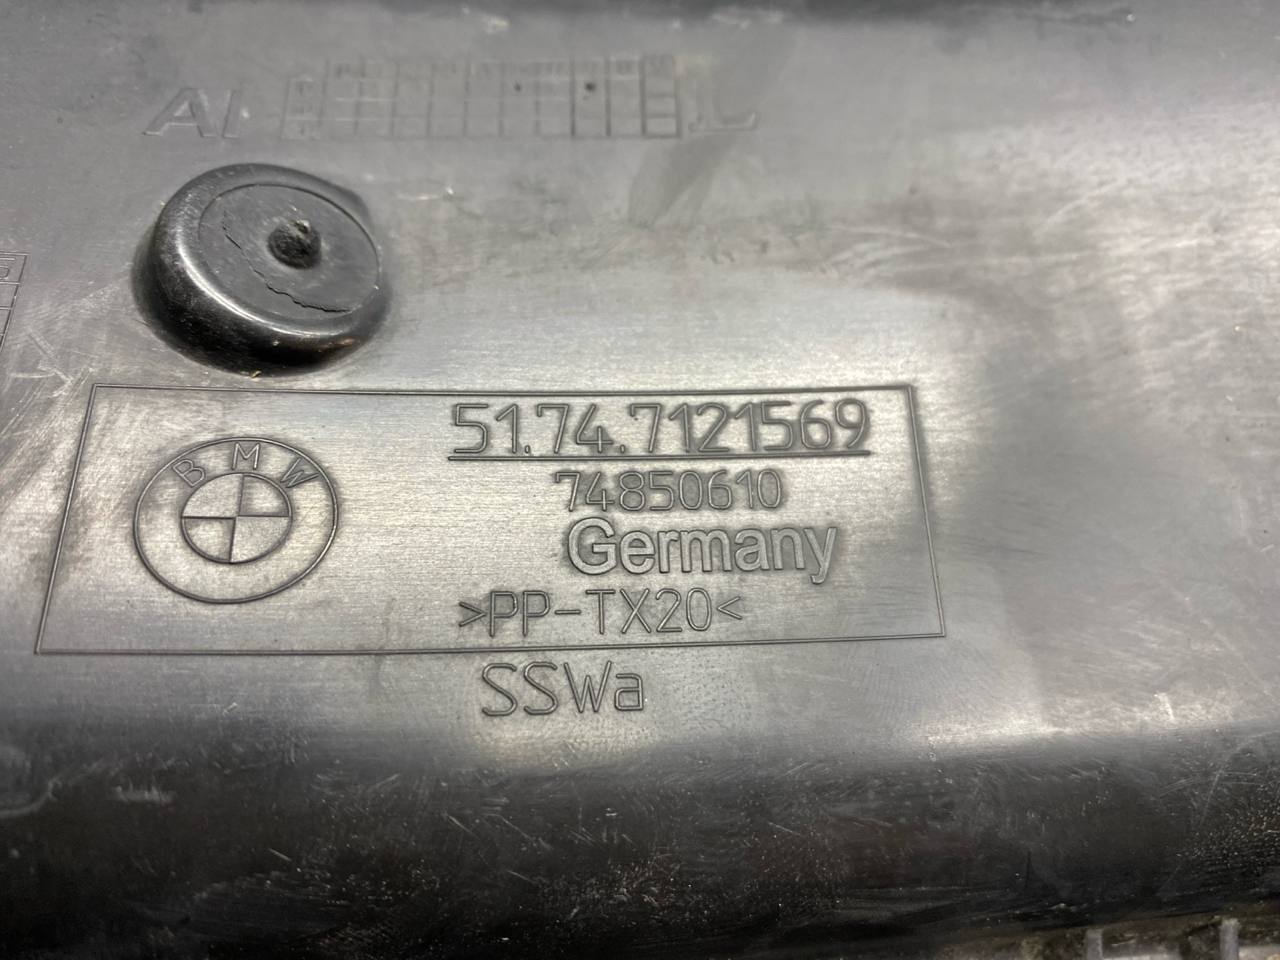 AI
BMW
51.74.7121569
74850610
Germany
>PP-TX20<
SSWa